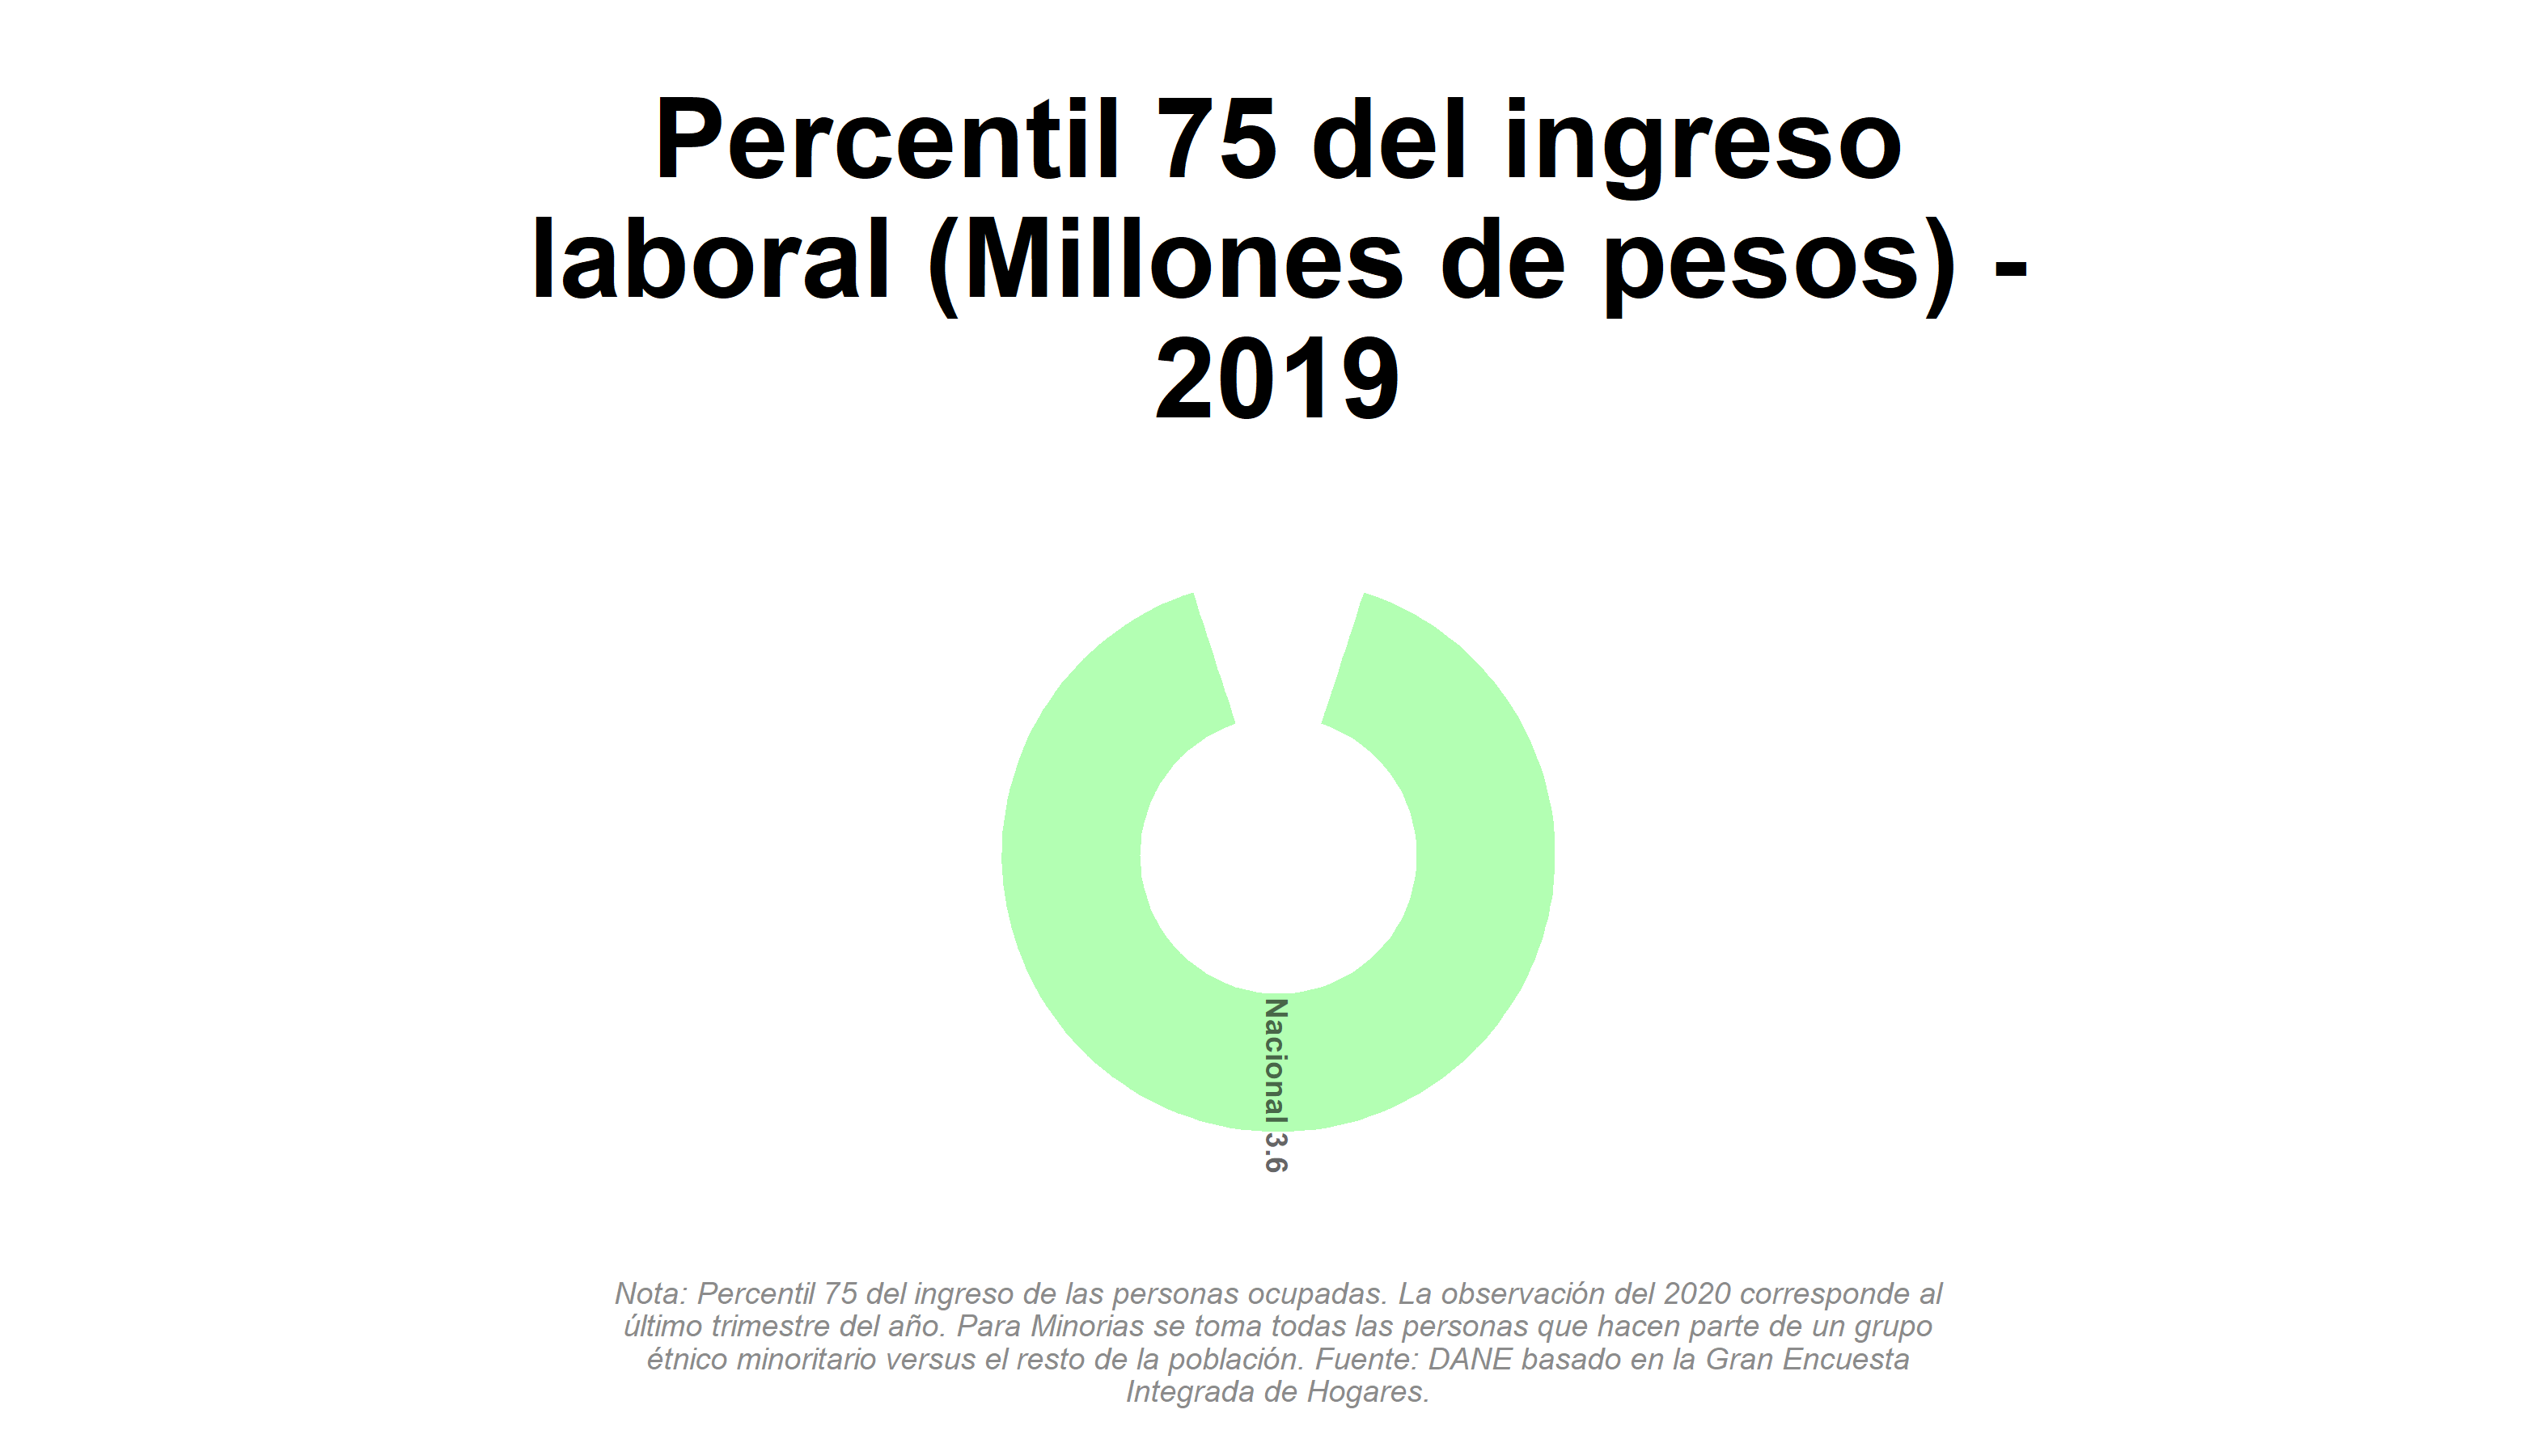 Percentil 75 del ingreso
laboral (Millones de pesos) -
2019
Nacional 3.6
Nota: Percentil 75 del ingreso de las personas ocupadas. La observación del 2020 corresponde al
último trimestre del año. Para Minorias se toma todas las personas que hacen parte de un grupo
étnico minoritario versus el resto de la población. Fuente: DANE basado en la Gran Encuesta
Integrada de Hogares.